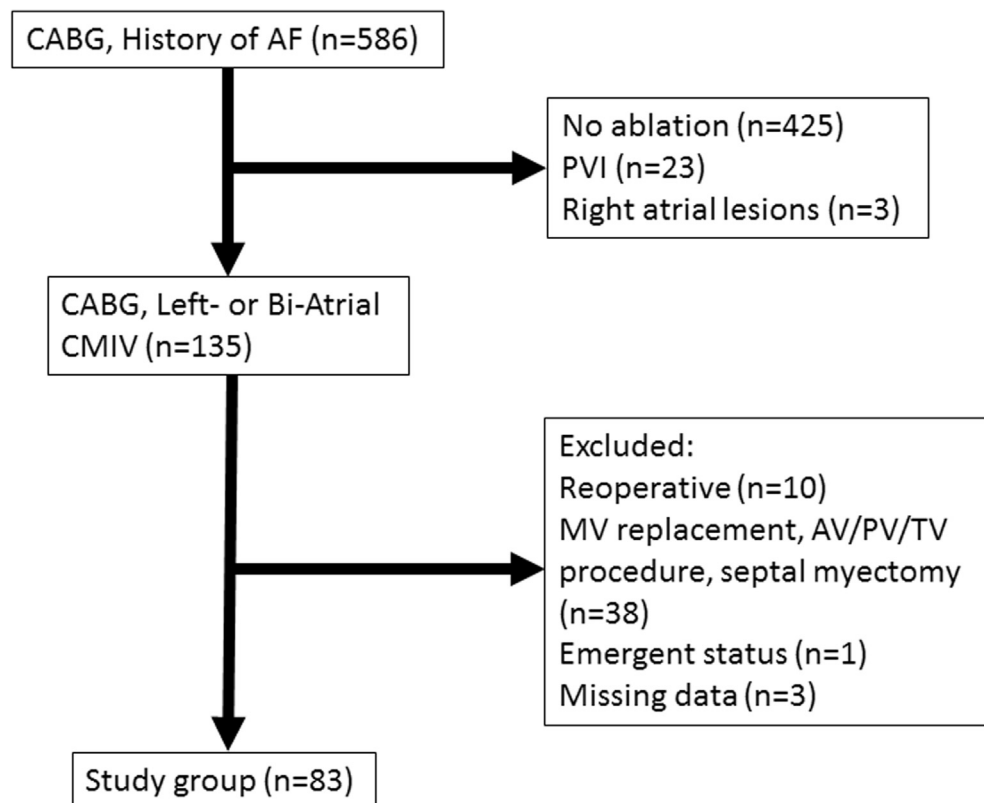 CABG, History of AF (n=586)
No ablation (n=425)
PVI (n=23)
Right atrial lesions (n=3)
CABG, Left- or Bi-Atrial
CMIV (n=135)
Excluded:
Reoperative (n=10)
MV replacement, AV/PV/TV
procedure, septal myectomy
(n=38)
Emergent status (n=1)
Missing data (n=3)
Study group (n=83)